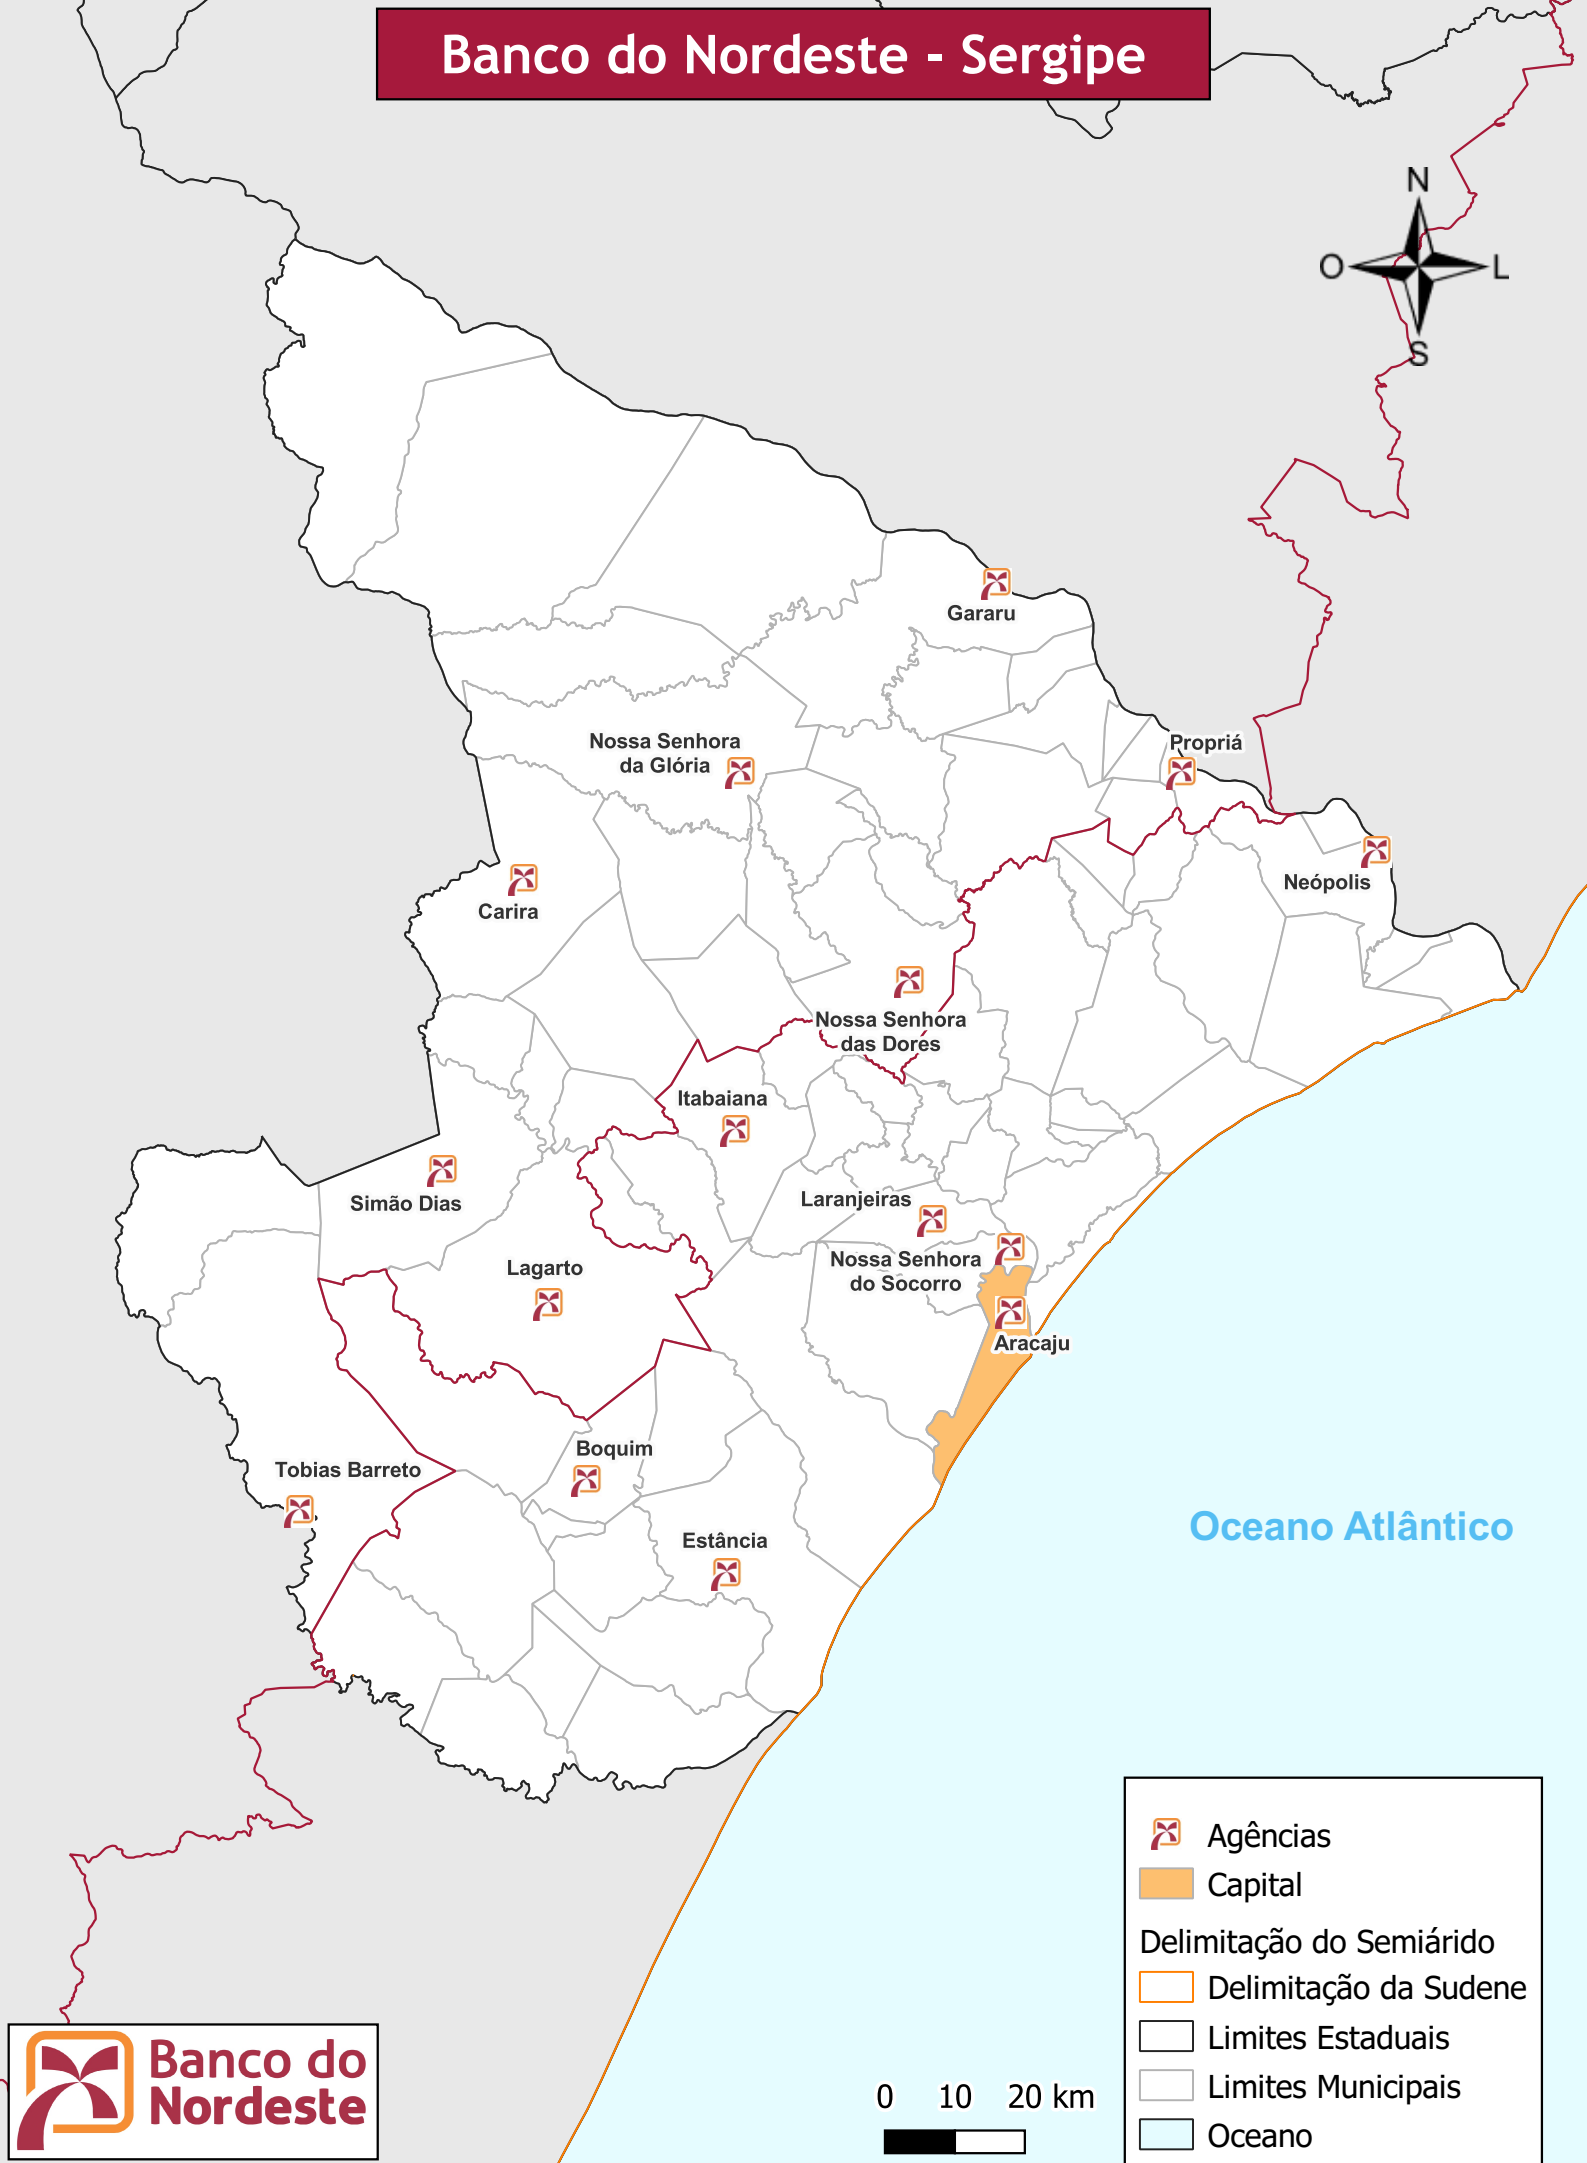 Banco do Nordeste - Sergipe
N
O
L
S
Gararu
Nossa Senhora
da Glória
Propriá
Neópolis
Carira
Nossa Senhora
das Dores
Itabaiana
Simão Dias
Laranjeiras
Nossa Senhora
do Socorro
Lagarto
Aracaju
Boquim
Tobias Barreto
Estância
Oceano Atlântico
Agências
Capital
Delimitação do Semiárido
Delimitação da Sudene
Limites Estaduais
Limites Municipais
Oceano
0 10 20 km
Banco do
Nordeste